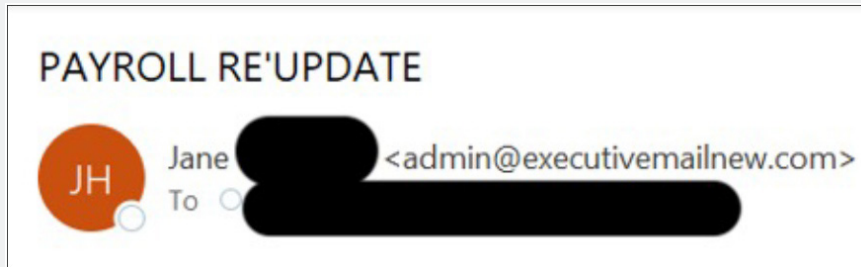 PAYROLL RE'UPDATE
JH
Jane <admin@executivemailnew.com>
To